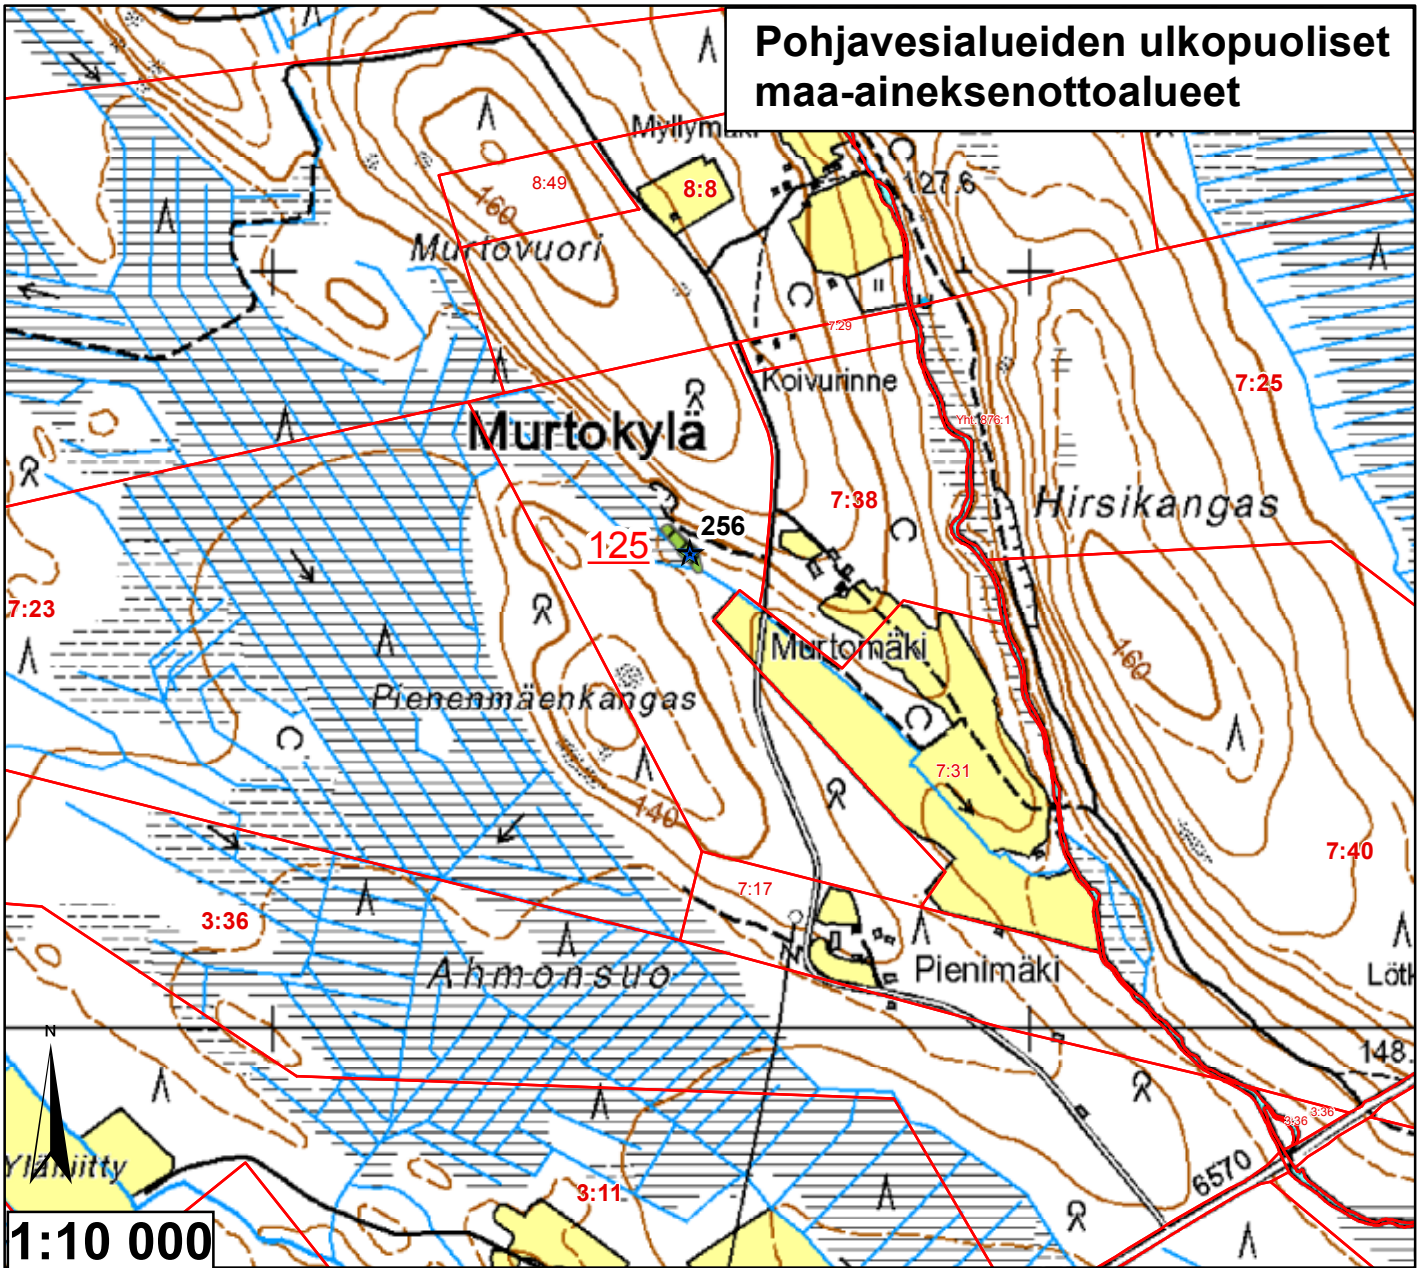 Pohjavesialueiden ulkopuoliset
maa-aineksenottoalueet
Myllymäki
8:49
8:8
127.6
160
Murtovuori
7:29
Koivurinne
7:25
Murtokylä
Yht. 876:1
7:38
Hirsikangas
256
125
7:23
Murtomäki
160
Pienenmäenkangas
7:31
140
7:40
7:17
3:36
Ahmonsuo
Pienimäki
N
148.
3:36
3:36
6570
Yläniitty
3:11
1:10 000